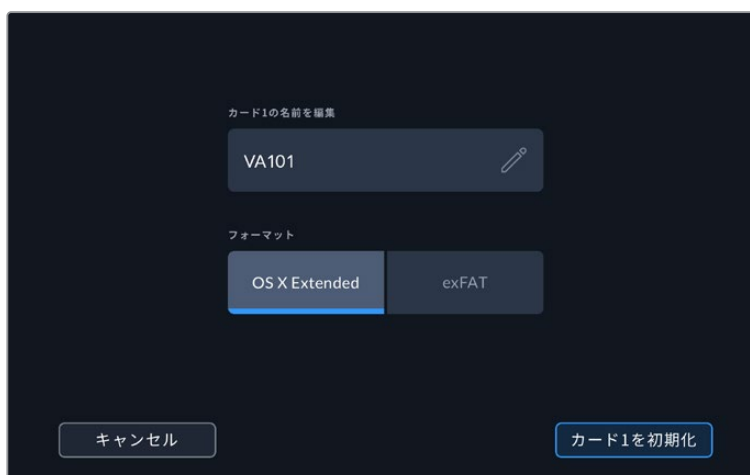 カード1の名前を編集
VA101
フォーマット
OS X Extended exFAT
キャンセル カード1を初期化